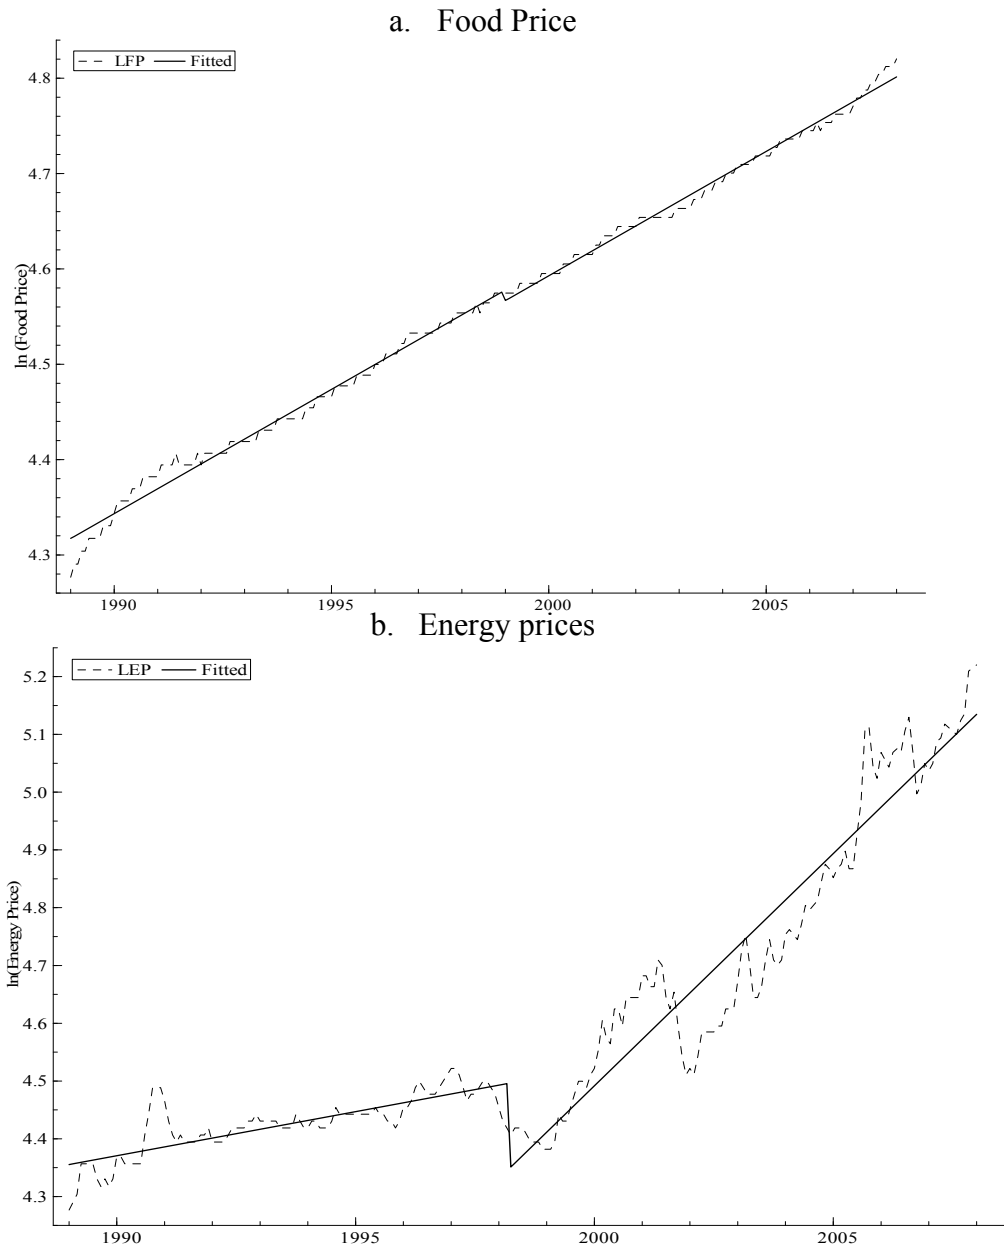 a. Food Price
LFP Fitted
4.8
4.7
4.6
4.5
4.4
4.3
ln (Food Price)
1990 1995 2000 2005
b. Energy prices
LEP Fitted
5.2
5.1
5.0
4.9
4.8
4.7
4.6
4.5
4.4
4.3
ln(Energy Price)
1990 1995 2000 2005